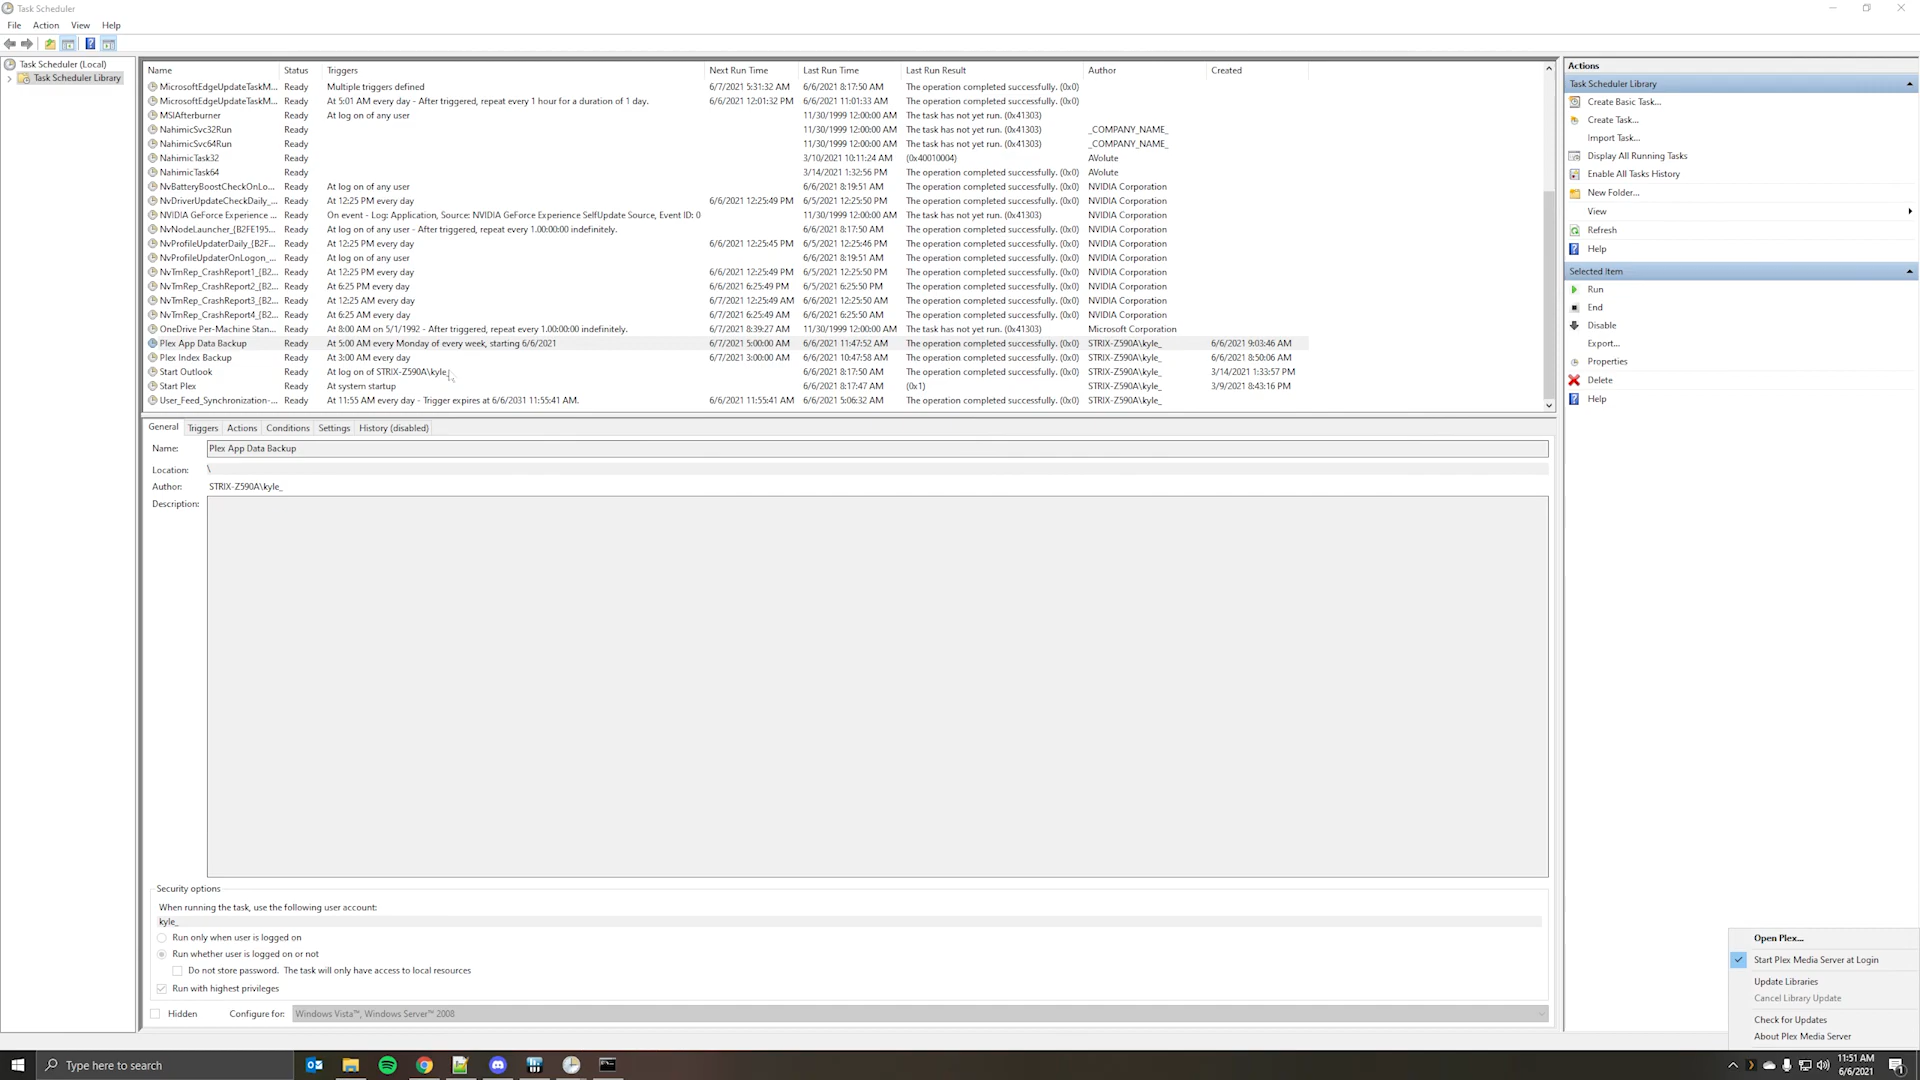 Task Scheduler
File Action View Help
Task Scheduler (Local)
Task Scheduler Library
Name Status Triggers Next Run Time Last Run Time Last Run Result Author Created
MicrosoftEdgeUpdateTaskM... Ready Multiple triggers defined 6/7/2021 5:31:32 AM 6/6/2021 8:17:50 AM The operation completed successfully. (0x0)
MicrosoftEdgeUpdateTaskM... Ready At 5:01 AM every day - After triggered, repeat every 1 hour for a duration of 1 day. 6/6/2021 12:01:32 PM 6/6/2021 11:01:33 AM The operation completed successfully. (0x0)
MSIAfterburner Ready At log on of any user 11/30/1999 12:00:00 AM The task has not yet run. (0x41303)
NahimicSvc32Run Ready 11/30/1999 12:00:00 AM The task has not yet run. (0x41303) _COMPANY_NAME_
NahimicSvc64Run Ready 11/30/1999 12:00:00 AM The task has not yet run. (0x41303) _COMPANY_NAME_
NahimicTask32 Ready 3/10/2021 10:11:24 AM (0x40010004) AVolute
NahimicTask64 Ready 3/14/2021 1:32:56 PM The operation completed successfully. (0x0) AVolute
NvBatteryBoostCheckOnLo... Ready At log on of any user 6/6/2021 8:19:51 AM The operation completed successfully. (0x0) NVIDIA Corporation
NvDriverUpdateCheckDaily_... Ready At 12:25 PM every day 6/6/2021 12:25:49 PM 6/5/2021 12:25:50 PM The operation completed successfully. (0x0) NVIDIA Corporation
NVIDIA GeForce Experience ... Ready On event - Log: Application, Source: NVIDIA GeForce Experience SelfUpdate Source, Event ID: 0 11/30/1999 12:00:00 AM The task has not yet run. (0x41303) NVIDIA Corporation
NvNodeLauncher_{B2FE195... Ready At log on of any user - After triggered, repeat every 1.00:00:00 indefinitely. 6/6/2021 8:17:50 AM The operation completed successfully. (0x0) NVIDIA Corporation
NvProfileUpdaterDaily_{B2F... Ready At 12:25 PM every day 6/6/2021 12:25:45 PM 6/5/2021 12:25:46 PM The operation completed successfully. (0x0) NVIDIA Corporation
NvProfileUpdaterOnLogon_... Ready At log on of any user 6/6/2021 8:19:51 AM The operation completed successfully. (0x0) NVIDIA Corporation
NvTmRep_CrashReport1_{B2... Ready At 12:25 PM every day 6/6/2021 12:25:49 PM 6/5/2021 12:25:50 PM The operation completed successfully. (0x0) NVIDIA Corporation
NvTmRep_CrashReport2_{B2... Ready At 6:25 PM every day 6/6/2021 6:25:49 PM 6/5/2021 6:25:50 PM The operation completed successfully. (0x0) NVIDIA Corporation
NvTmRep_CrashReport3_{B2... Ready At 12:25 AM every day 6/7/2021 12:25:49 AM 6/6/2021 12:25:50 AM The operation completed successfully. (0x0) NVIDIA Corporation
NvTmRep_CrashReport4_{B2... Ready At 6:25 AM every day 6/7/2021 6:25:49 AM 6/6/2021 6:25:50 AM The operation completed successfully. (0x0) NVIDIA Corporation
OneDrive Per-Machine Stan... Ready At 8:00 AM on 5/1/1992 - After triggered, repeat every 1.00:00:00 indefinitely. 6/7/2021 8:39:27 AM 11/30/1999 12:00:00 AM The task has not yet run. (0x41303) Microsoft Corporation
Plex App Data Backup Ready At 5:00 AM every Monday of every week, starting 6/6/2021 6/7/2021 5:00:00 AM 6/6/2021 11:47:52 AM The operation completed successfully. (0x0) STRIX-Z590A\kyle_ 6/6/2021 9:03:46 AM
Plex Index Backup Ready At 3:00 AM every day 6/7/2021 3:00:00 AM 6/6/2021 10:47:58 AM The operation completed successfully. (0x0) STRIX-Z590A\kyle_ 6/6/2021 8:50:06 AM
Start Outlook Ready At log on of STRIX-Z590A\kyle_ 6/6/2021 8:17:50 AM The operation completed successfully. (0x0) STRIX-Z590A\kyle_ 3/14/2021 1:33:57 PM
Start Plex Ready At system startup 6/6/2021 8:17:47 AM (0x1) STRIX-Z590A\kyle_ 3/9/2021 8:43:16 PM
User_Feed_Synchronization-... Ready At 11:55 AM every day - Trigger expires at 6/6/2031 11:55:41 AM. 6/6/2021 11:55:41 AM 6/6/2021 5:06:32 AM The operation completed successfully. (0x0) STRIX-Z590A\kyle_
General Triggers Actions Conditions Settings History (disabled)
Name: Plex App Data Backup
Location: \
Author: STRIX-Z590A\kyle_
Description:
Security options
When running the task, use the following user account:
kyle_
Run only when user is logged on
Run whether user is logged on or not
Do not store password. The task will only have access to local resources
Run with highest privileges
Hidden Configure for: Windows Vista™, Windows Server™ 2008
Actions
Task Scheduler Library
Create Basic Task...
Create Task...
Import Task...
Display All Running Tasks
Enable All Tasks History
New Folder...
View
Refresh
Help
Selected Item
Run
End
Disable
Export...
Properties
Delete
Help
Open Plex...
Start Plex Media Server at Login
Update Libraries
Cancel Library Update
Check for Updates
About Plex Media Server
Type here to search
11:51 AM
6/6/2021
1